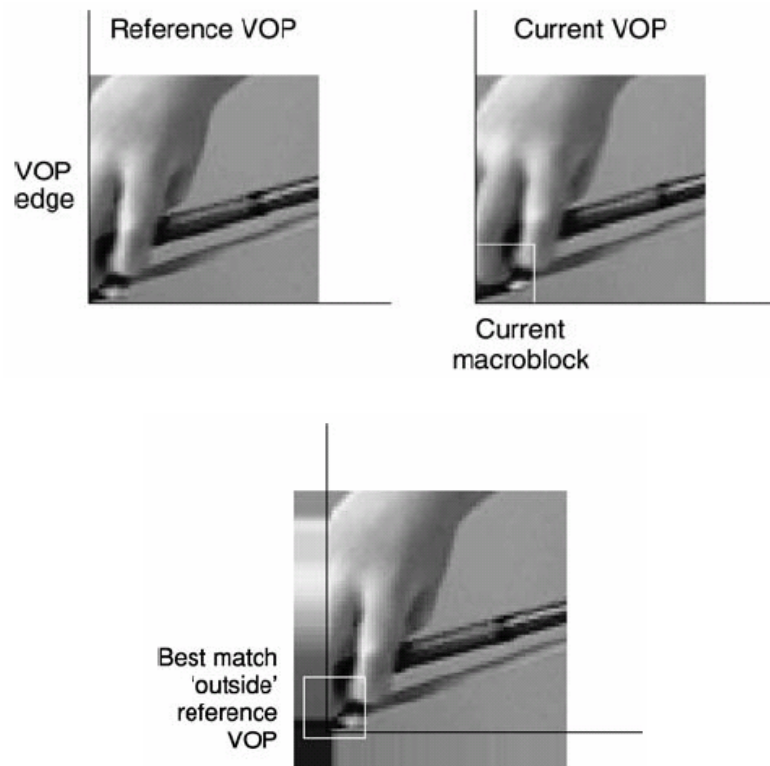 Reference VOP
Current VOP
VOP
edge
Current
macroblock
Best match
'outside'
reference
VOP